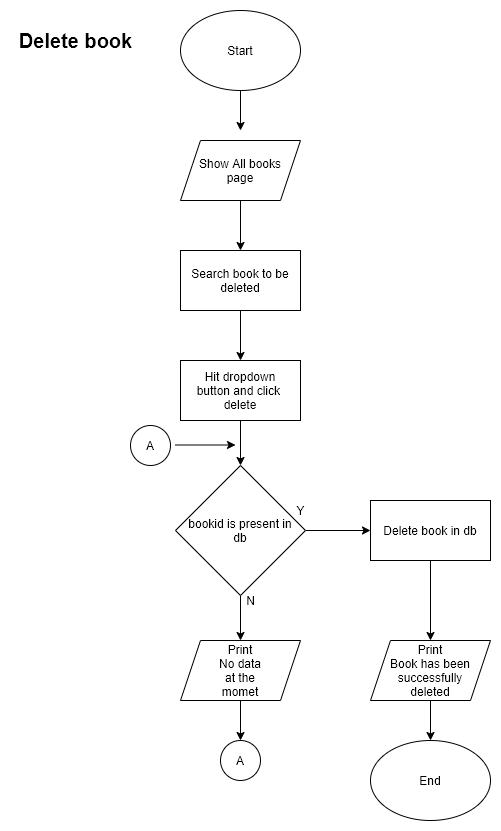 Delete book
Start
Show All books
page
Search book to be
deleted
Hit dropdown
button and click
delete
A
bookid is present in
db
Y
Delete book in db
N
Print
No data
at the
momet
Print
Book has been
successfully
deleted
A
End